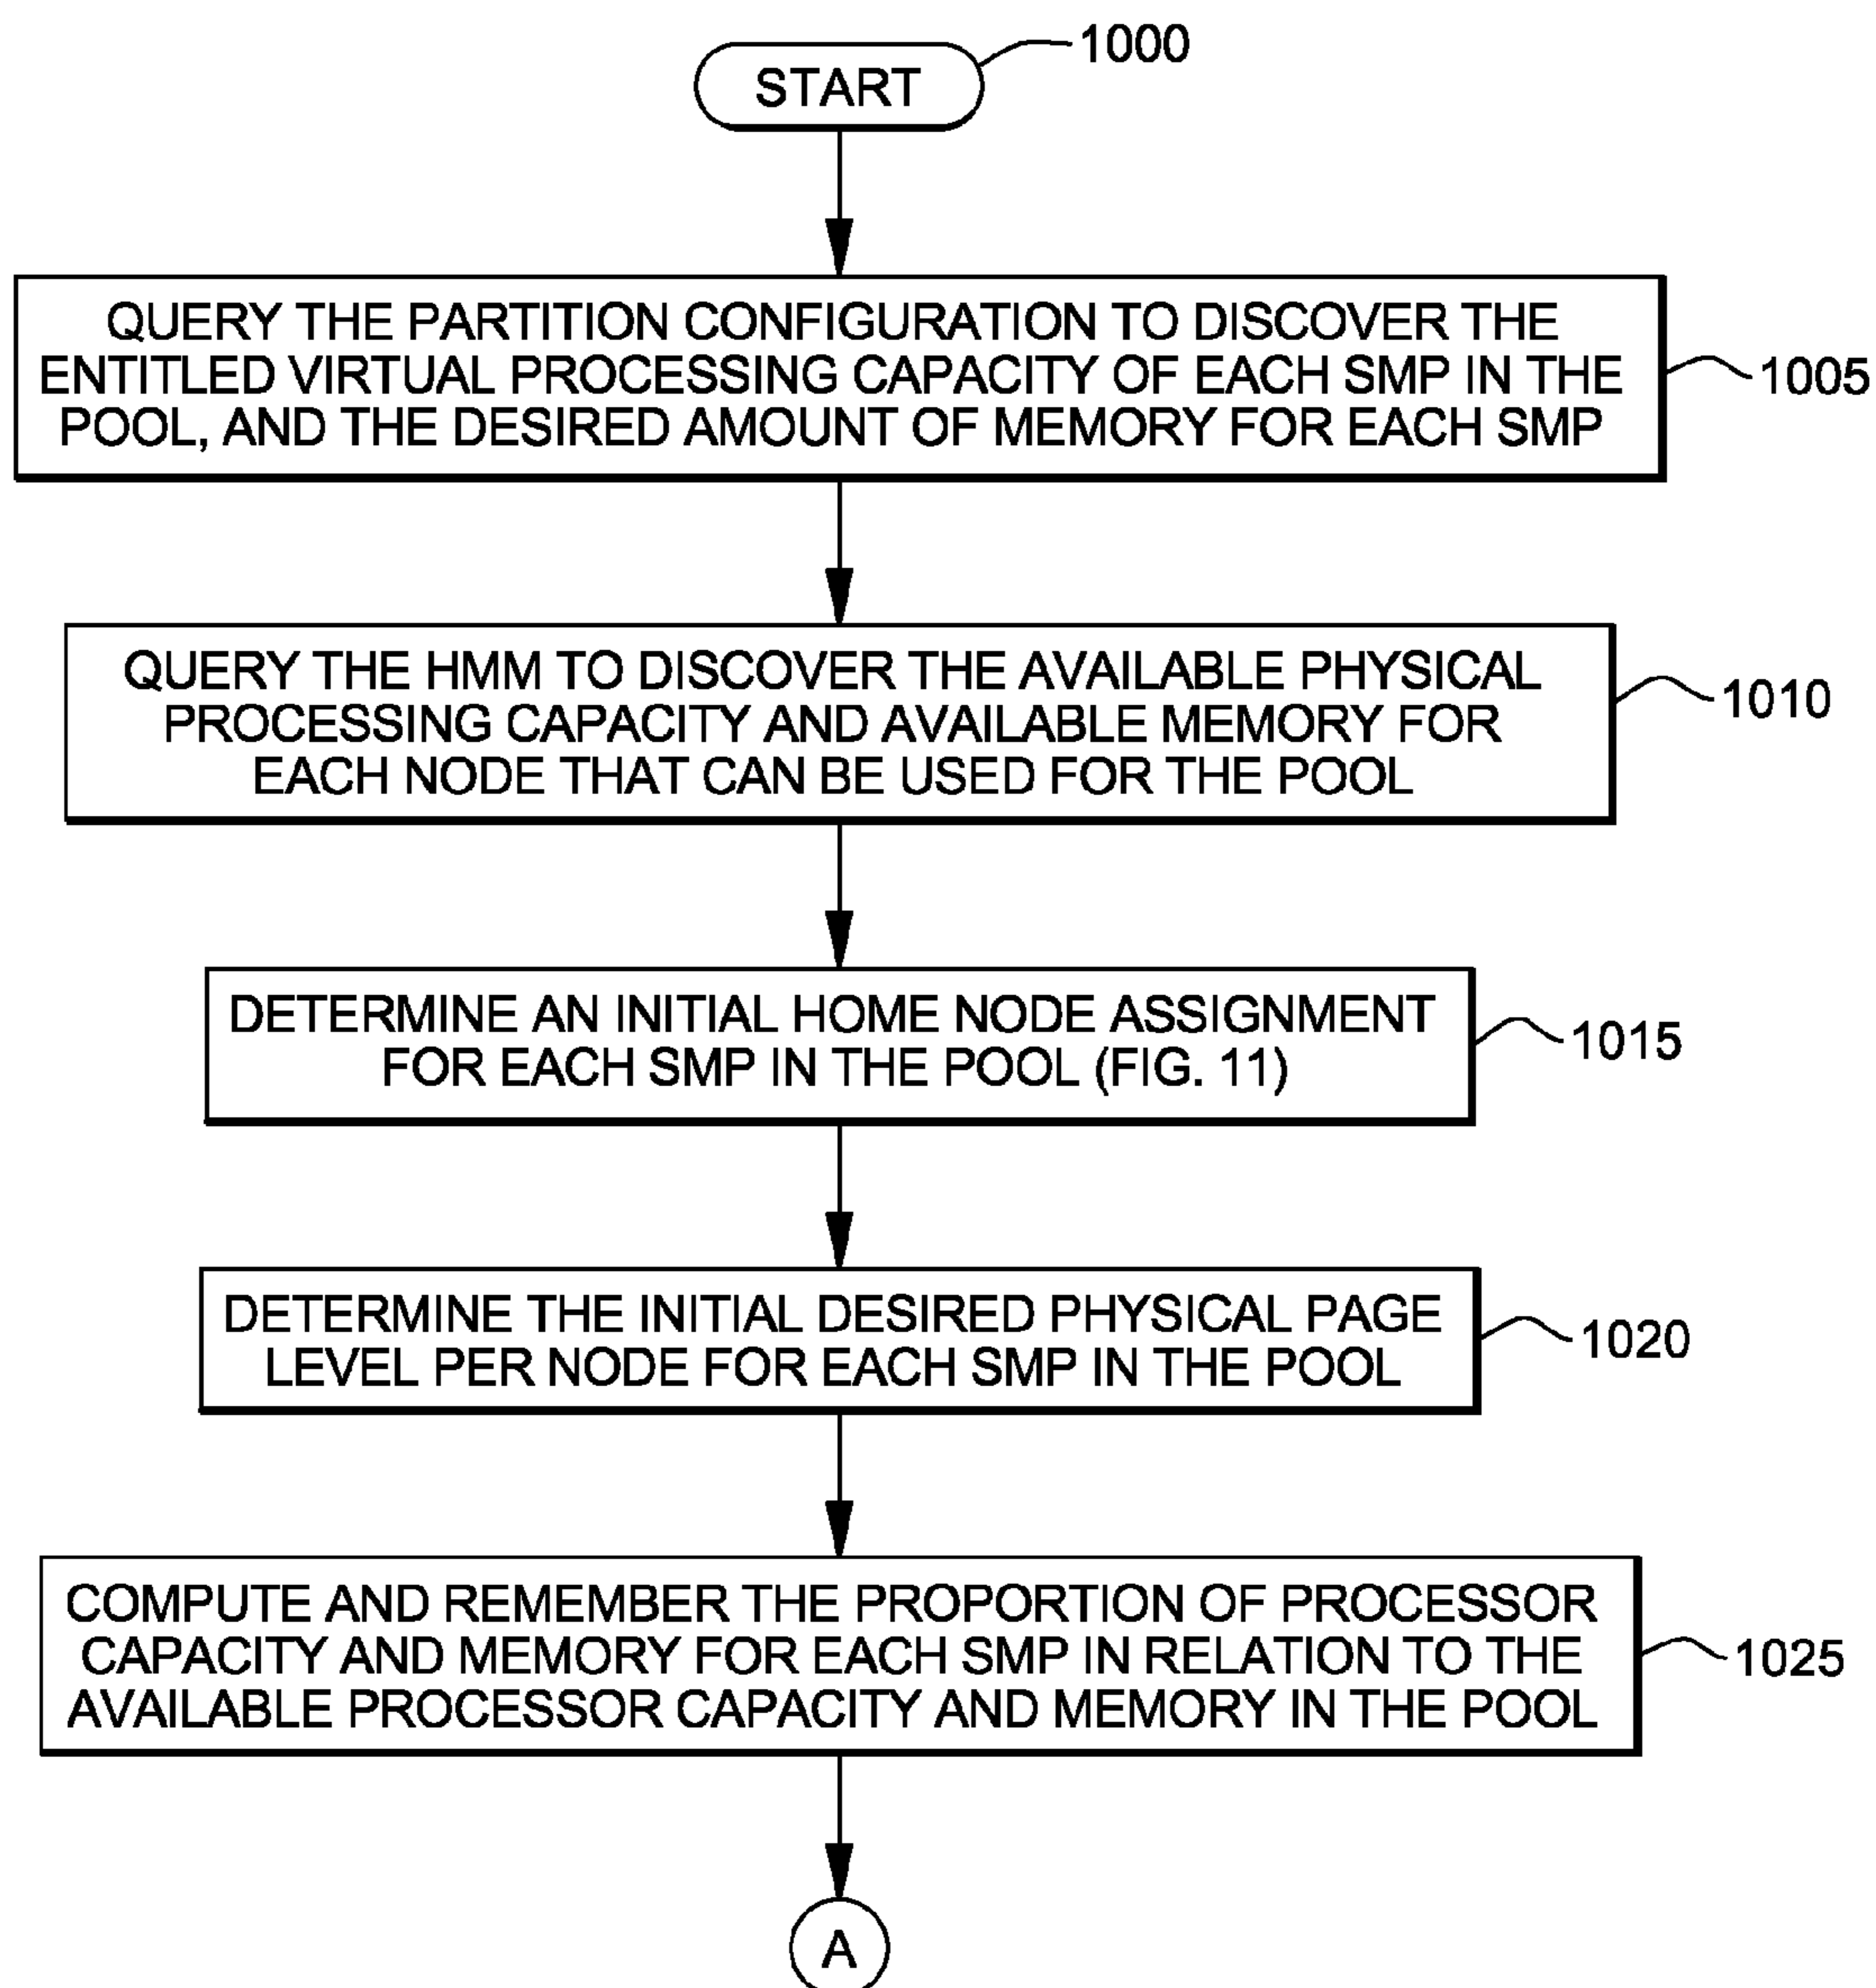 START
1000
QUERY THE PARTITION CONFIGURATION TO DISCOVER THE
ENTITLED VIRTUAL PROCESSING CAPACITY OF EACH SMP IN THE
POOL, AND THE DESIRED AMOUNT OF MEMORY FOR EACH SMP
1005
QUERY THE HMM TO DISCOVER THE AVAILABLE PHYSICAL
PROCESSING CAPACITY AND AVAILABLE MEMORY FOR
EACH NODE THAT CAN BE USED FOR THE POOL
1010
DETERMINE AN INITIAL HOME NODE ASSIGNMENT
FOR EACH SMP IN THE POOL (FIG. 11)
1015
DETERMINE THE INITIAL DESIRED PHYSICAL PAGE
LEVEL PER NODE FOR EACH SMP IN THE POOL
1020
COMPUTE AND REMEMBER THE PROPORTION OF PROCESSOR
CAPACITY AND MEMORY FOR EACH SMP IN RELATION TO THE
AVAILABLE PROCESSOR CAPACITY AND MEMORY IN THE POOL
1025
A